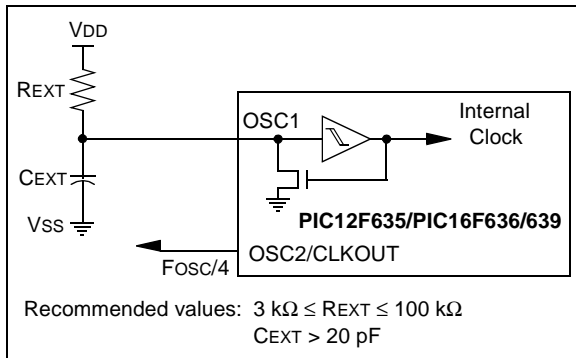 VDD
REXT
OSC1
Internal
Clock
CEXT
VSS
PIC12F635/PIC16F636/639
OSC2/CLKOUT
FOSC/4
Recommended values: 3 kΩ ≤ REXT ≤ 100 kΩ
CEXT > 20 pF